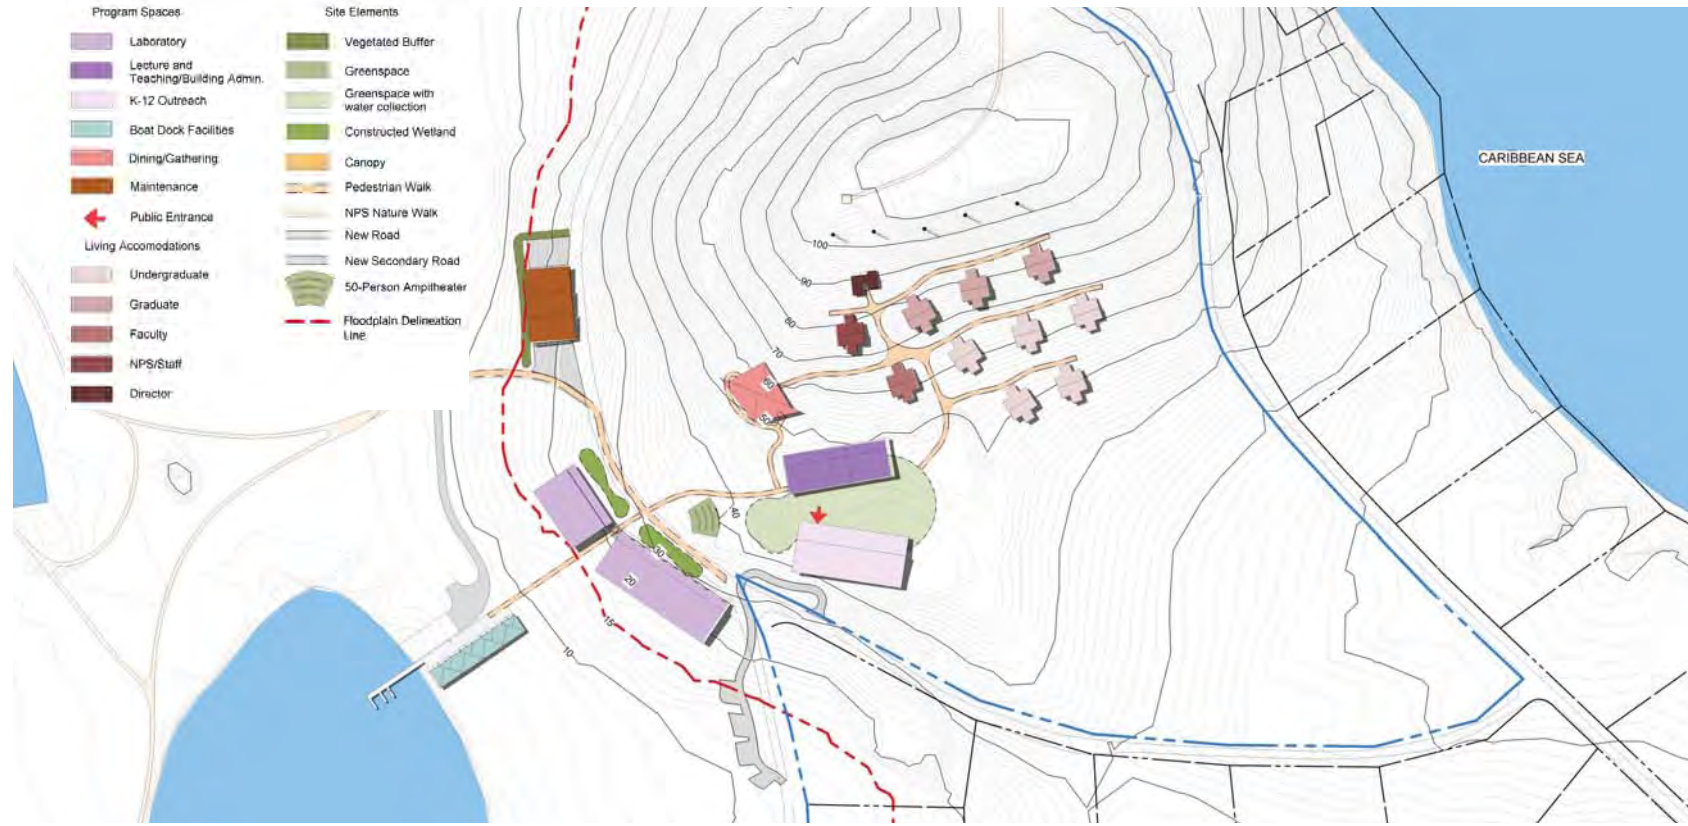 Program Spaces
Laboratory
Lecture and
Teaching/Building Admin.
K-12 Outreach
Boat Dock Facilities
Dining/Gathering
Maintenance
Public Entrance
Living Accomodations
Undergraduate
Graduate
Faculty
NPS/Staff
Director
Site Elements
Vegetated Buffer
Greenspace
Greenspace with
water collection
Constructed Wetland
Canopy
Pedestrian Walk
NPS Nature Walk
New Road
New Secondary Road
50-Person Ampitheater
Floodplain Delineation
Line
CARIBBEAN SEA
100
90
80
70
60
50
40
30
20
15
10